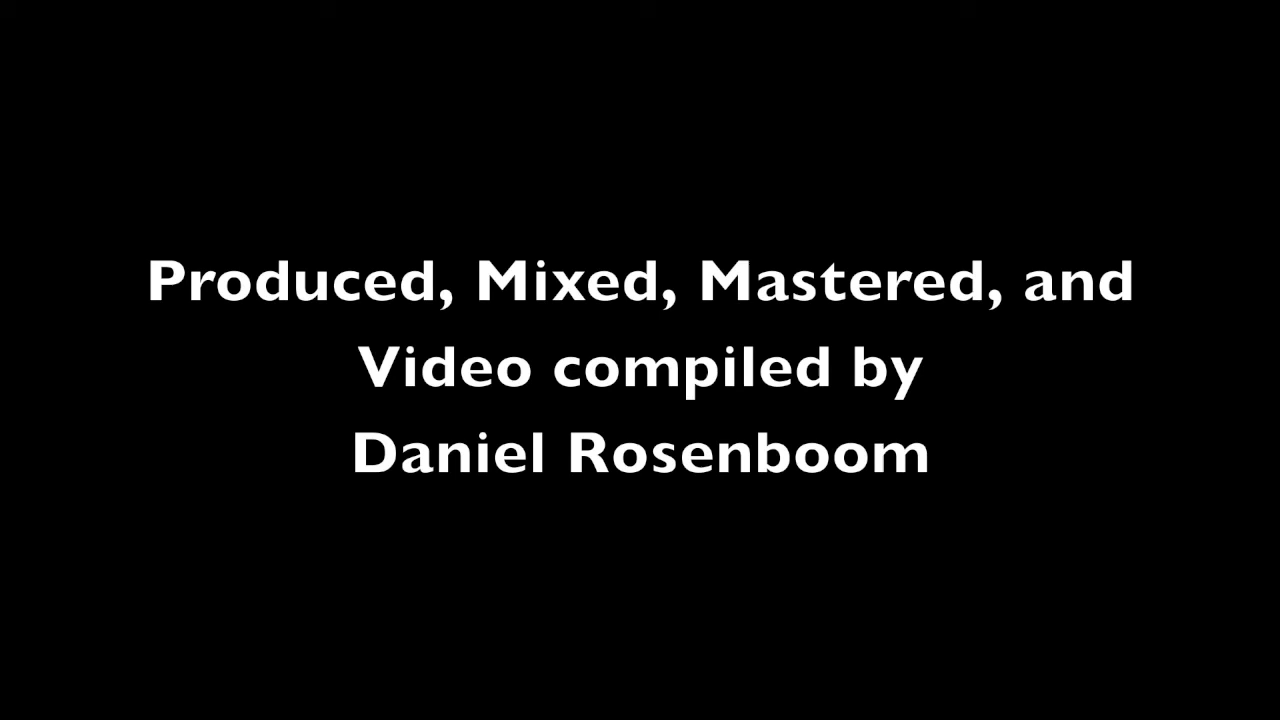 Produced, Mixed, Mastered, and
Video compiled by
Daniel Rosenboom